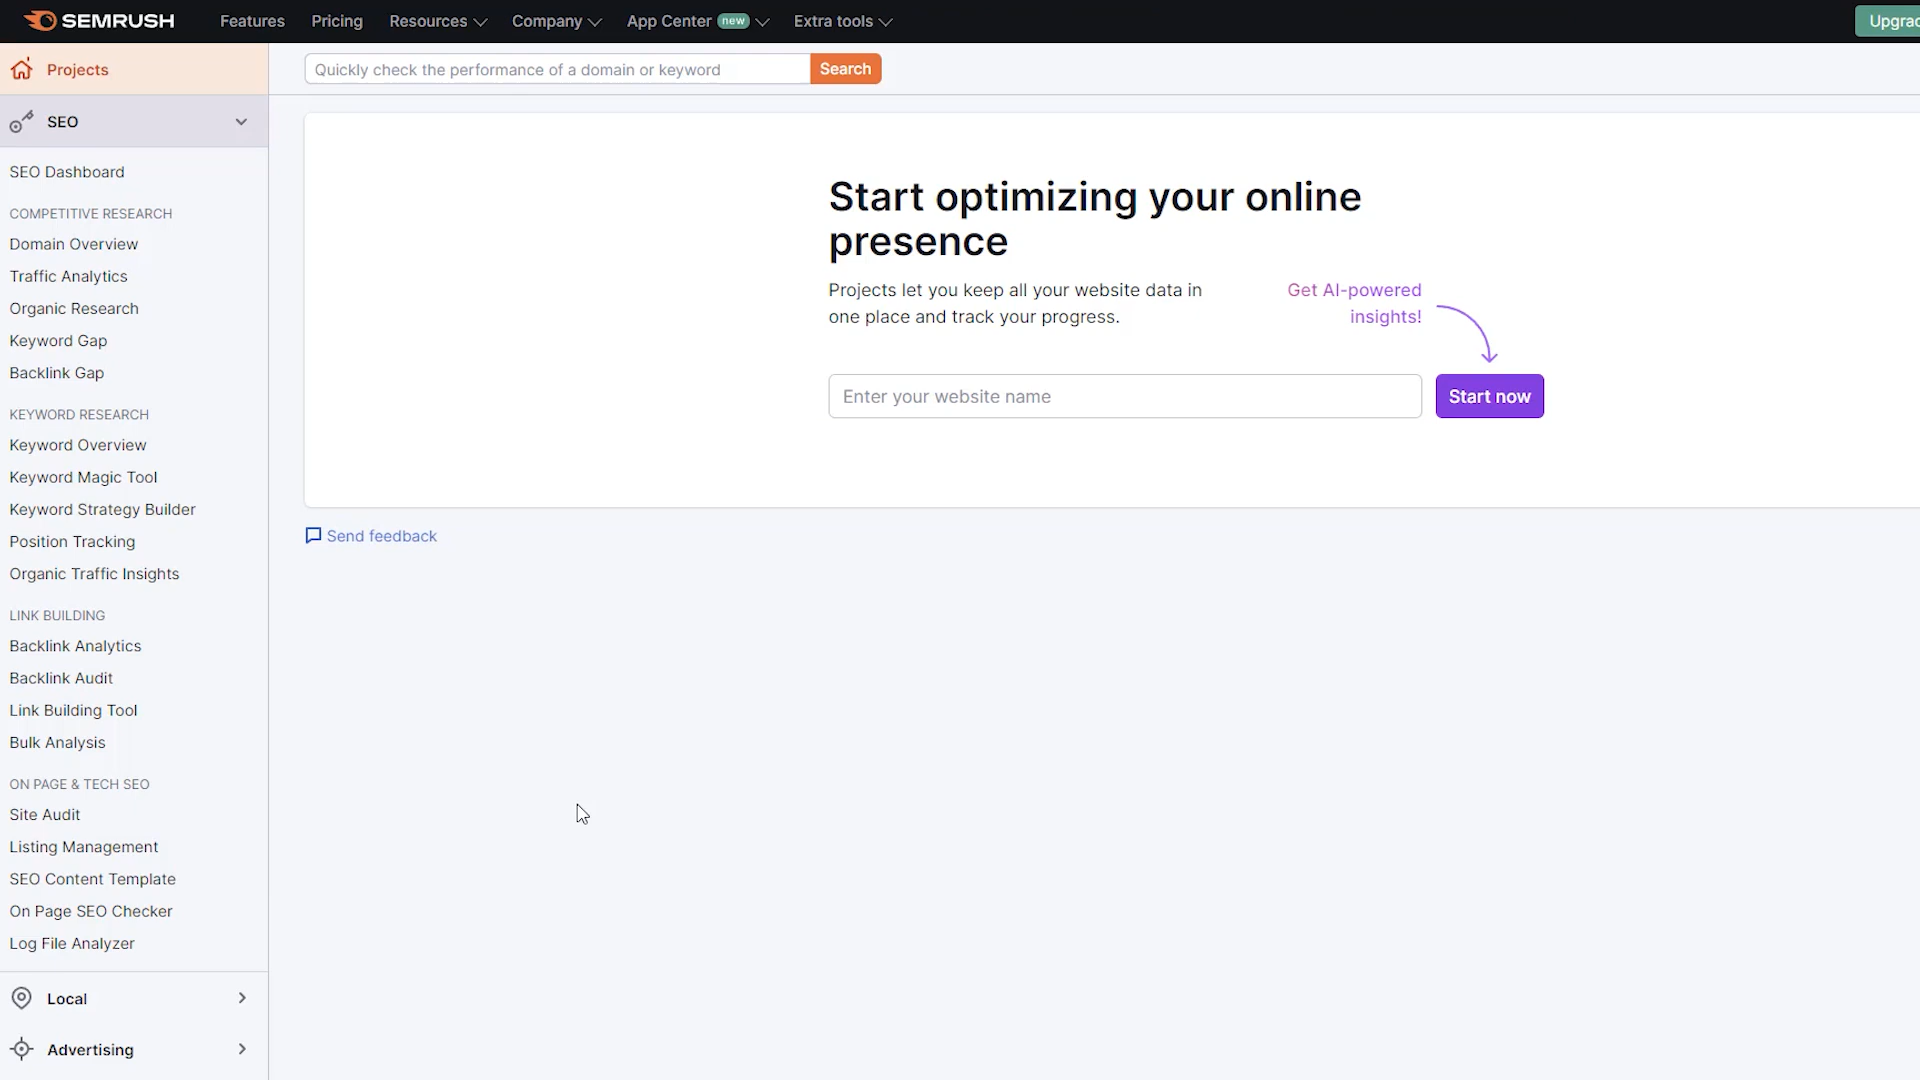 SEMRUSH
Features
Pricing
Resources
Company
App Center new
Extra tools
Upgrac
Projects
Quickly check the performance of a domain or keyword
Search
SEO
SEO Dashboard
COMPETITIVE RESEARCH
Domain Overview
Traffic Analytics
Organic Research
Keyword Gap
Backlink Gap
KEYWORD RESEARCH
Keyword Overview
Keyword Magic Tool
Keyword Strategy Builder
Position Tracking
Organic Traffic Insights
LINK BUILDING
Backlink Analytics
Backlink Audit
Link Building Tool
Bulk Analysis
ON PAGE & TECH SEO
Site Audit
Listing Management
SEO Content Template
On Page SEO Checker
Log File Analyzer
Local
Advertising
Start optimizing your online
presence
Projects let you keep all your website data in
one place and track your progress.
Get AI-powered
insights!
Enter your website name
Start now
Send feedback